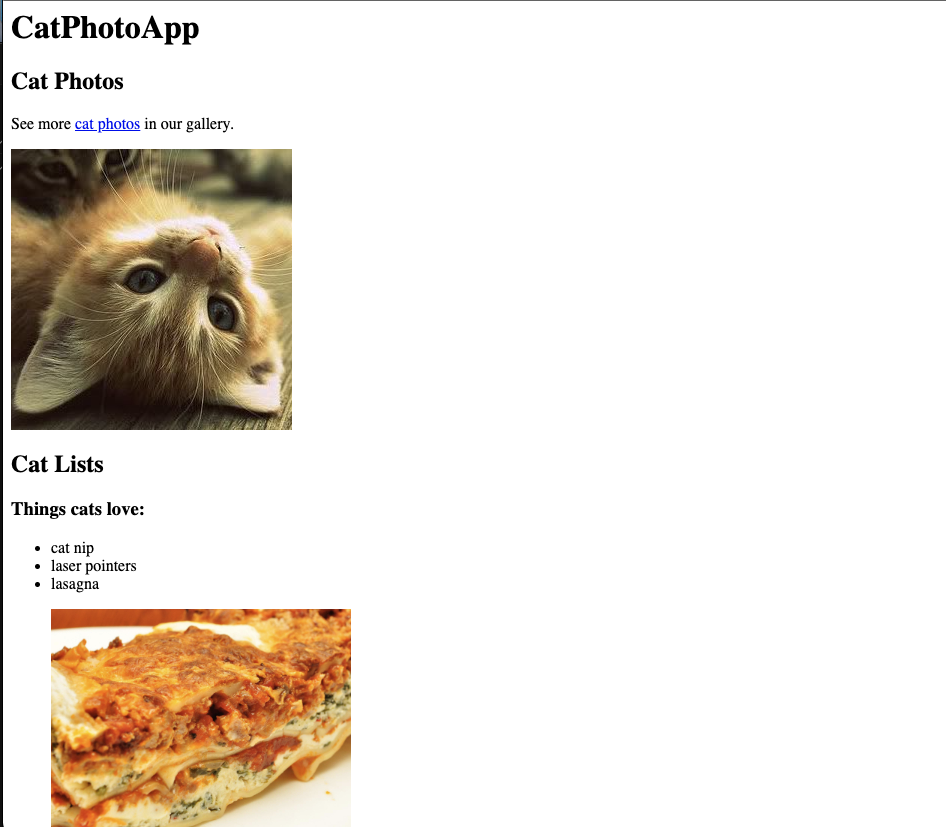 CatPhotoApp
Cat Photos
See more cat photos in our gallery.
Cat Lists
Things cats love:
cat nip
laser pointers
lasagna